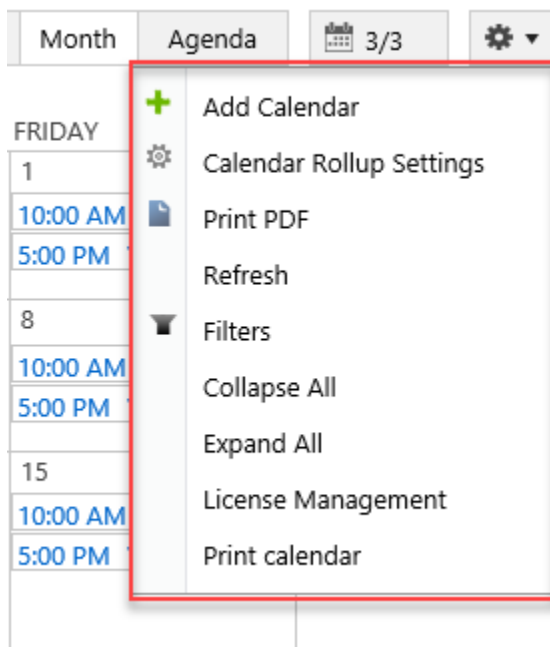 Month Agenda 3/3
FRIDAY
Add Calendar
1
Calendar Rollup Settings
10:00 AM
Print PDF
5:00 PM
Refresh
8
Filters
10:00 AM
Collapse All
5:00 PM
Expand All
15
License Management
10:00 AM
5:00 PM
Print calendar